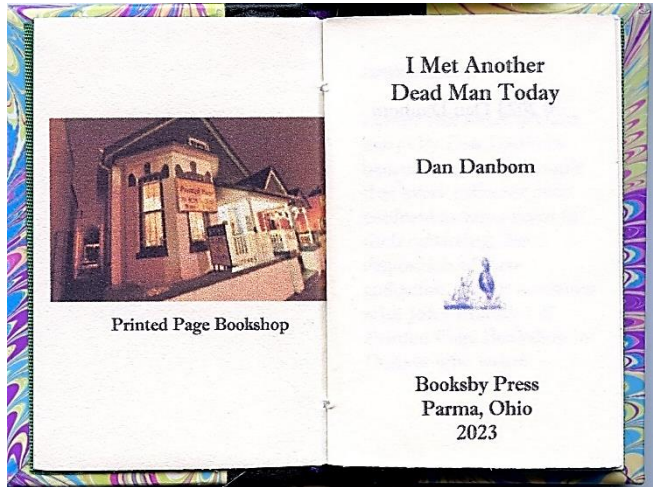 Printed Page Bookshop
I Met Another
Dead Man Today
Dan Danbom
Booksby Press
Parma, Ohio
2023